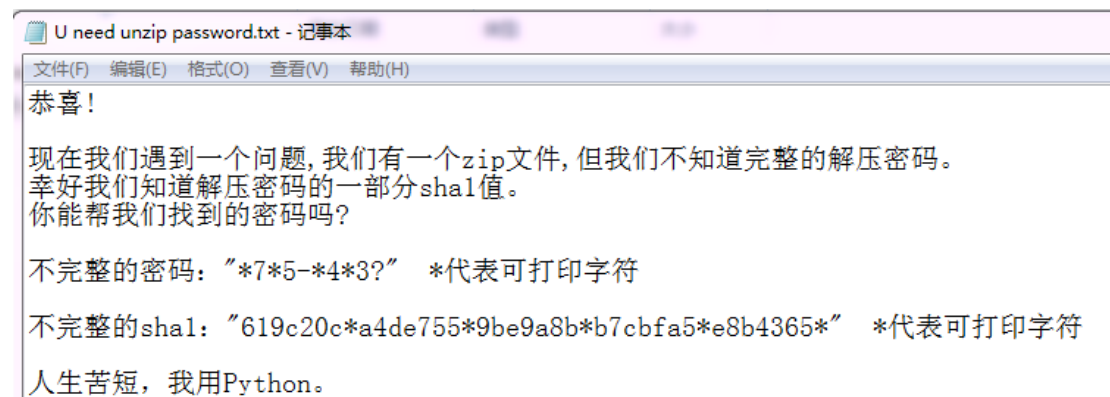 U need unzip password.txt - 记事本
文件(F) 编辑(E) 格式(O) 查看(V) 帮助(H)
恭喜!
现在我们遇到一个问题,我们有一个zip文件,但我们不知道完整的解压密码。
幸好我们知道解压密码的一部分sha1值。
你能帮我们找到的密码吗?
不完整的密码："*7*5-*4*3?" *代表可打印字符
不完整的sha1："619c20c*a4de755*9be9a8b*b7cbfa5*e8b4365*" *代表可打印字符
人生苦短，我用Python。